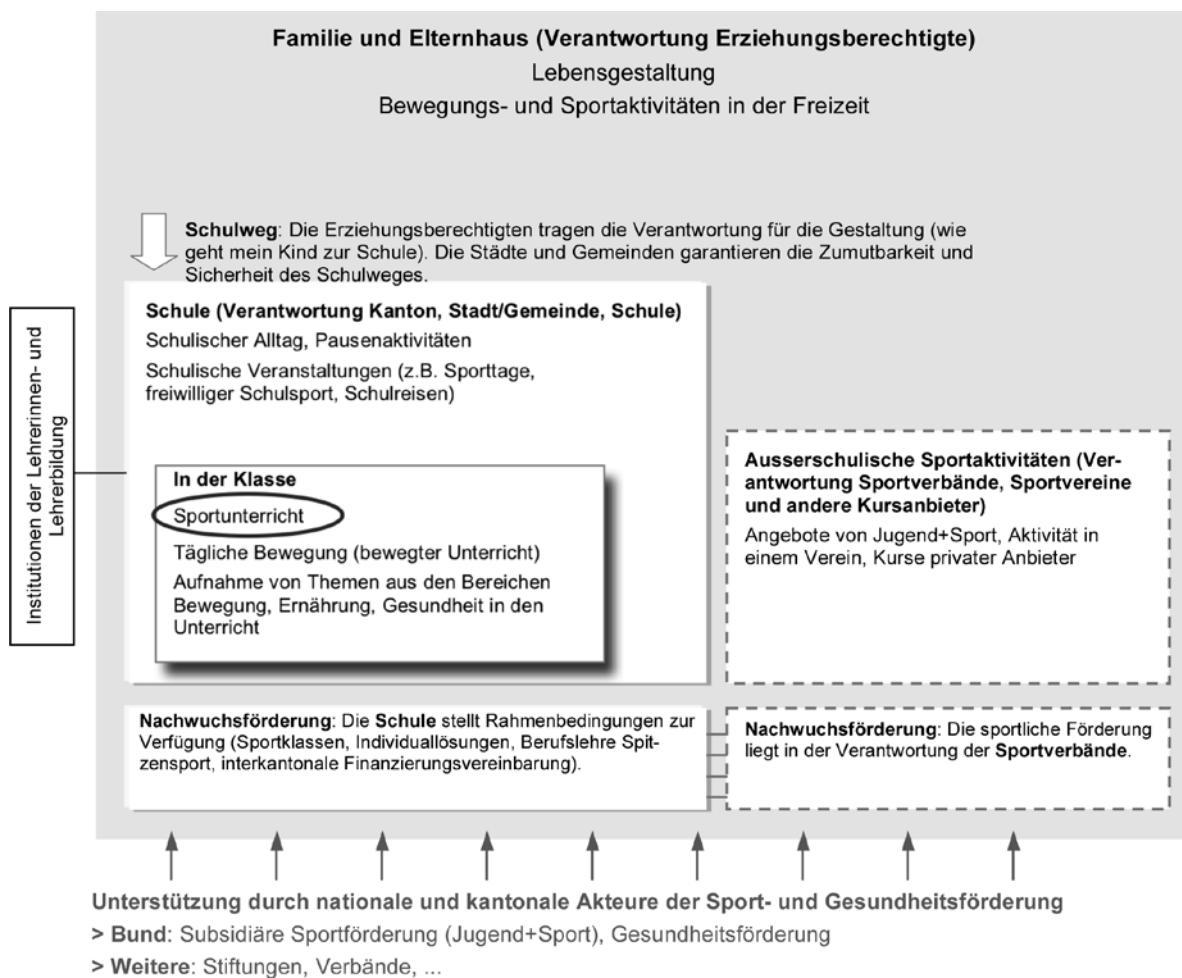 Familie und Elternhaus (Verantwortung Erziehungsberechtigte)
Lebensgestaltung
Bewegungs- und Sportaktivitäten in der Freizeit
Schulweg: Die Erziehungsberechtigten tragen die Verantwortung für die Gestaltung (wie
geht mein Kind zur Schule). Die Städte und Gemeinden garantieren die Zumutbarkeit und
Sicherheit des Schulweges.
Institutionen der Lehrerinnen- und
Lehrerbildung
Schule (Verantwortung Kanton, Stadt/Gemeinde, Schule)
Schulischer Alltag, Pausenaktivitäten
Schulische Veranstaltungen (z.B. Sporttage,
freiwilliger Schulsport, Schulreisen)
In der Klasse
Sportunterricht
Tägliche Bewegung (bewegter Unterricht)
Aufnahme von Themen aus den Bereichen
Bewegung, Ernährung, Gesundheit in den
Unterricht
Ausserschulische Sportaktivitäten (Ver-
antwortung Sportverbände, Sportvereine
und andere Kursanbieter)
Angebote von Jugend+Sport, Aktivität in
einem Verein, Kurse privater Anbieter
Nachwuchsförderung: Die Schule stellt Rahmenbedingungen zur
Verfügung (Sportklassen, Individuallösungen, Berufslehre Spit-
zensport, interkantonale Finanzierungsvereinbarung).
Nachwuchsförderung: Die sportliche Förderung
liegt in der Verantwortung der Sportverbände.
Unterstützung durch nationale und kantonale Akteure der Sport- und Gesundheitsförderung
> Bund: Subsidiäre Sportförderung (Jugend+Sport), Gesundheitsförderung
> Weitere: Stiftungen, Verbände, ...